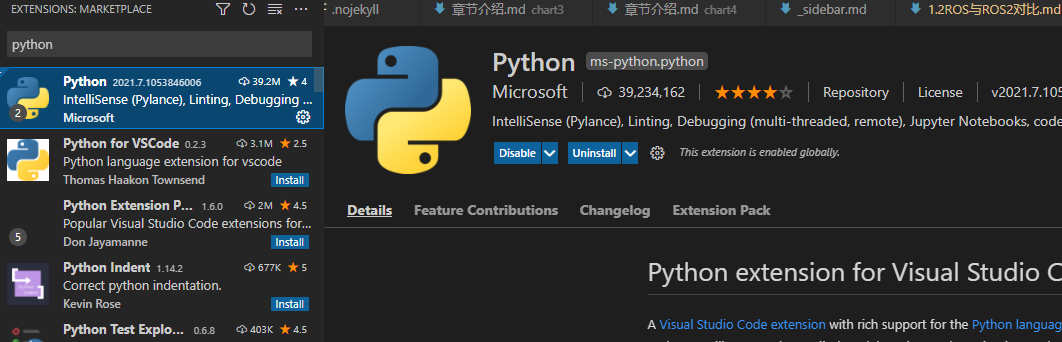 EXTENSIONS: MARKETPLACE
python
Python 2021.7.1053846006 39.2M 4
IntelliSense (Pylance), Linting, Debugging ...
2
Microsoft
Python for VSCode 0.2.3 3.1M 2.5
Python language extension for vscode
Thomas Haakon Townsend Install
Python Extension P... 1.6.0 2M 4.5
Popular Visual Studio Code extensions for...
5
Don Jayamanne Install
Python Indent 1.14.2 677K 5
Correct python indentation.
Kevin Rose Install
Python Test Explo... 0.6.8 403K 4.5
.nojekyll 章节介绍.md chart3 章节介绍.md chart4 _sidebar.md 1.2ROS与ROS2对比.md
Python ms-python.python
Microsoft 39,234,162 Repository License v2021.7.105
IntelliSense (Pylance), Linting, Debugging (multi-threaded, remote), Jupyter Notebooks, code
Disable Uninstall This extension is enabled globally.
Details Feature Contributions Changelog Extension Pack
Python extension for Visual Studio C
A Visual Studio Code extension with rich support for the Python languag